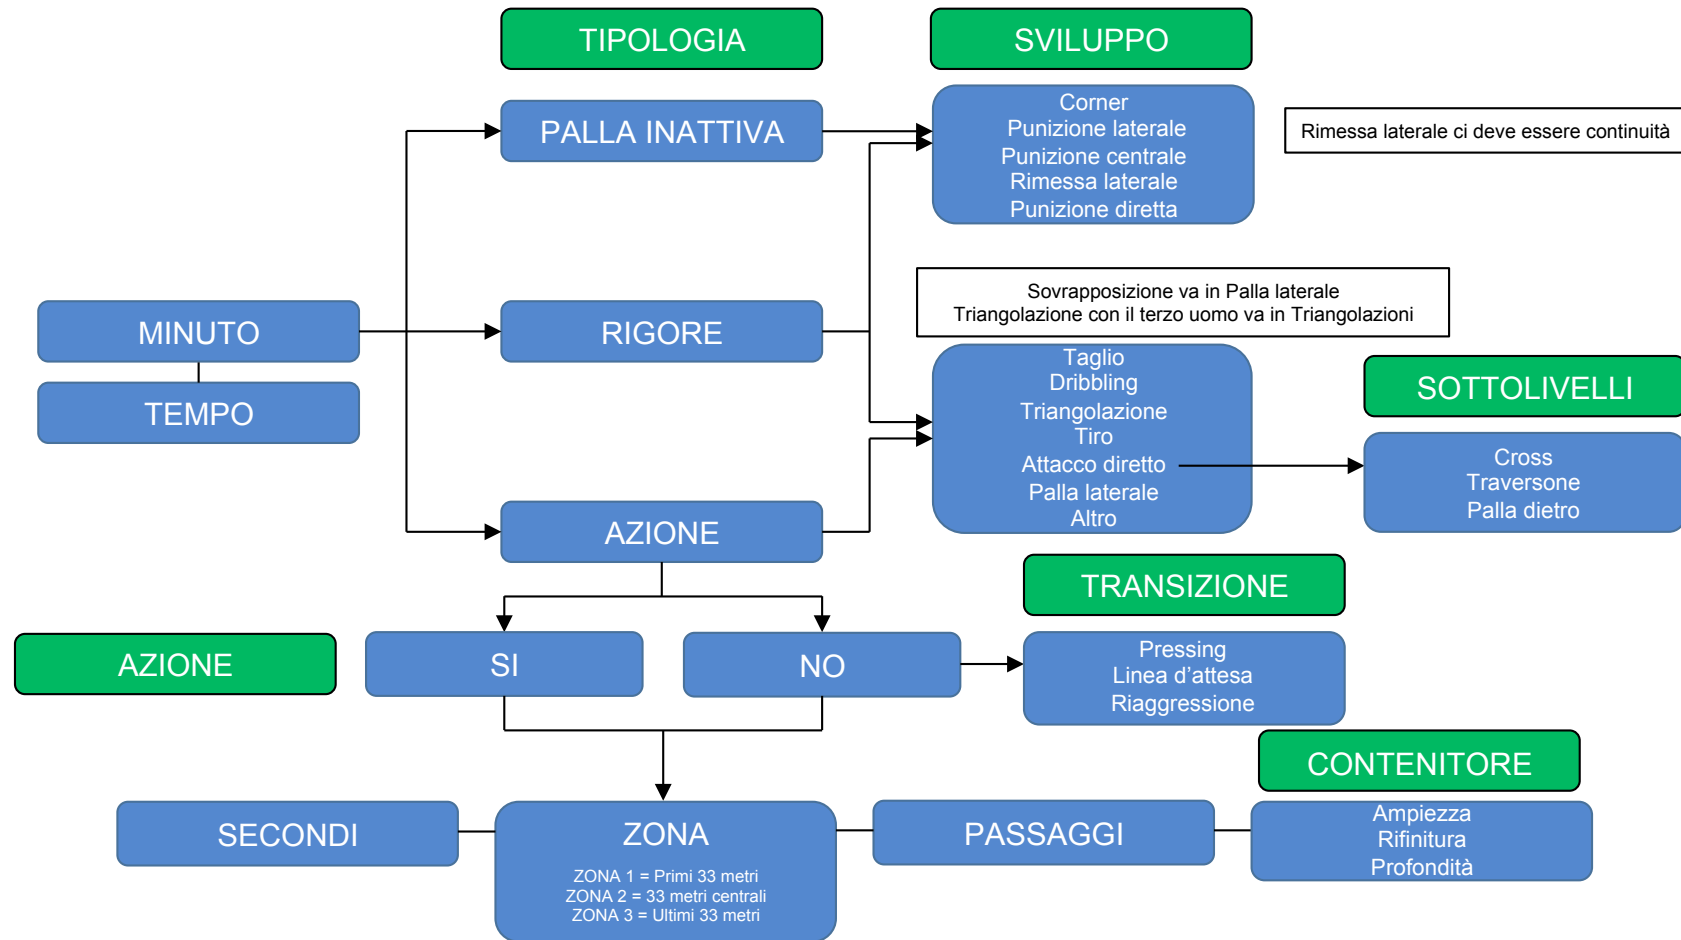 TIPOLOGIA
SVILUPPO
PALLA INATTIVA
Corner
Punizione laterale
Punizione centrale
Rimessa laterale
Punizione diretta
Rimessa laterale ci deve essere continuità
Sovrapposizione va in Palla laterale
Triangolazione con il terzo uomo va in Triangolazioni
MINUTO
TEMPO
RIGORE
Taglio
Dribbling
Triangolazione
Tiro
Attacco diretto
Palla laterale
Altro
SOTTOLIVELLI
Cross
Traversone
Palla dietro
AZIONE
TRANSIZIONE
AZIONE
SI
NO
Pressing
Linea d'attesa
Riaggressione
CONTENITORE
SECONDI
ZONA
ZONA 1 = Primi 33 metri
ZONA 2 = 33 metri centrali
ZONA 3 = Ultimi 33 metri
PASSAGGI
Ampiezza
Rifinitura
Profondità